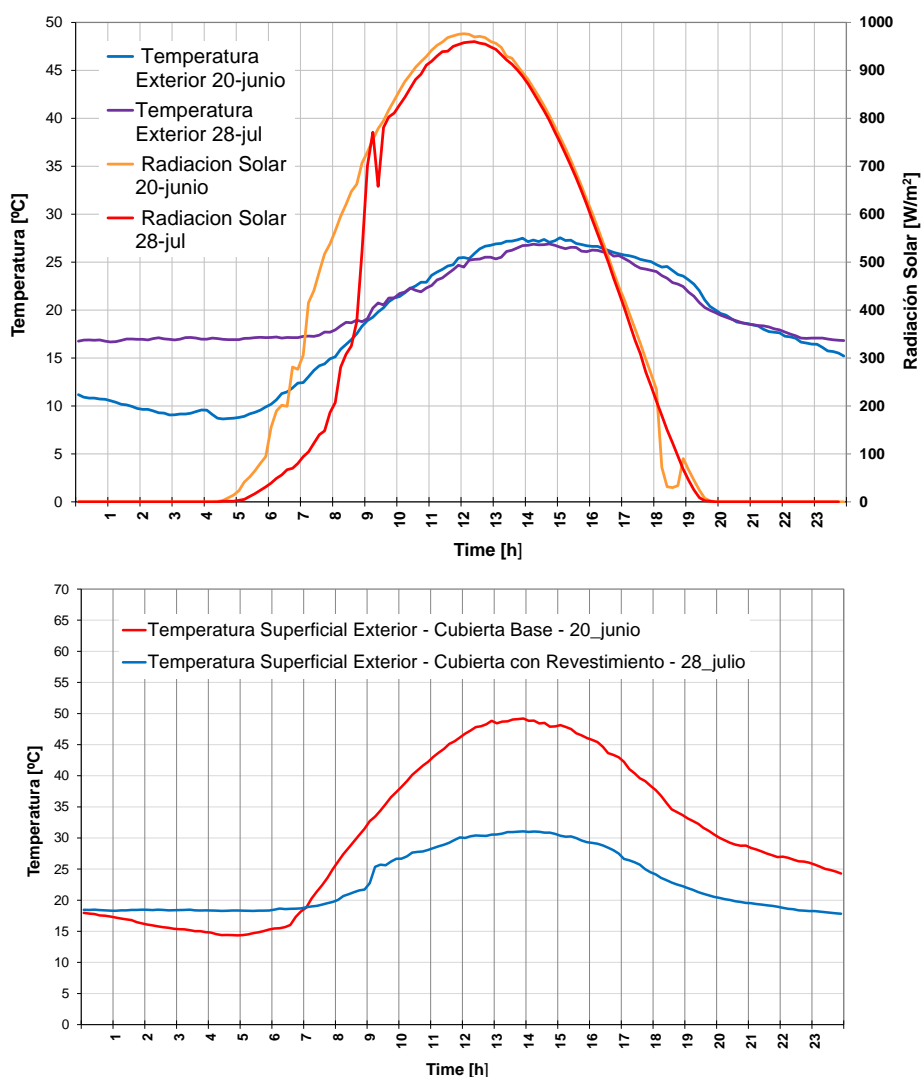 50
45
40
35
30
25
20
15
10
5
0
Temperatura [ºC]
1000
900
800
700
600
500
400
300
200
100
0
Radiación Solar [W/m²]
Temperatura
Exterior 20-junio
Temperatura
Exterior 28-jul
Radiacion Solar
20-junio
Radiacion Solar
28-jul
1 2 3 4 5 6 7 8 9 10 11 12 13 14 15 16 17 18 19 20 21 22 23
Time [h]
70
65
60
55
50
45
40
35
30
25
20
15
10
5
0
Temperatura [ºC]
Temperatura Superficial Exterior - Cubierta Base - 20_junio
Temperatura Superficial Exterior - Cubierta con Revestimiento - 28_julio
1 2 3 4 5 6 7 8 9 10 11 12 13 14 15 16 17 18 19 20 21 22 23
Time [h]